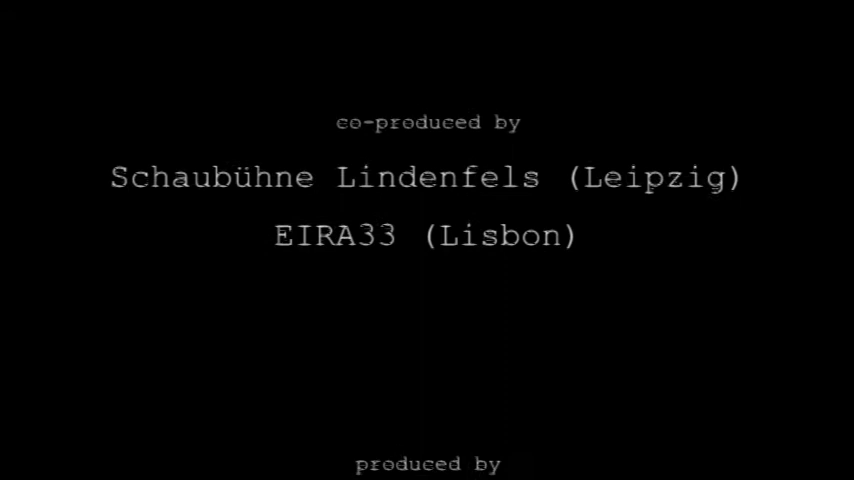 co-produced by
Schaubühne Lindenfels (Leipzig)
EIRA33 (Lisbon)
produced by